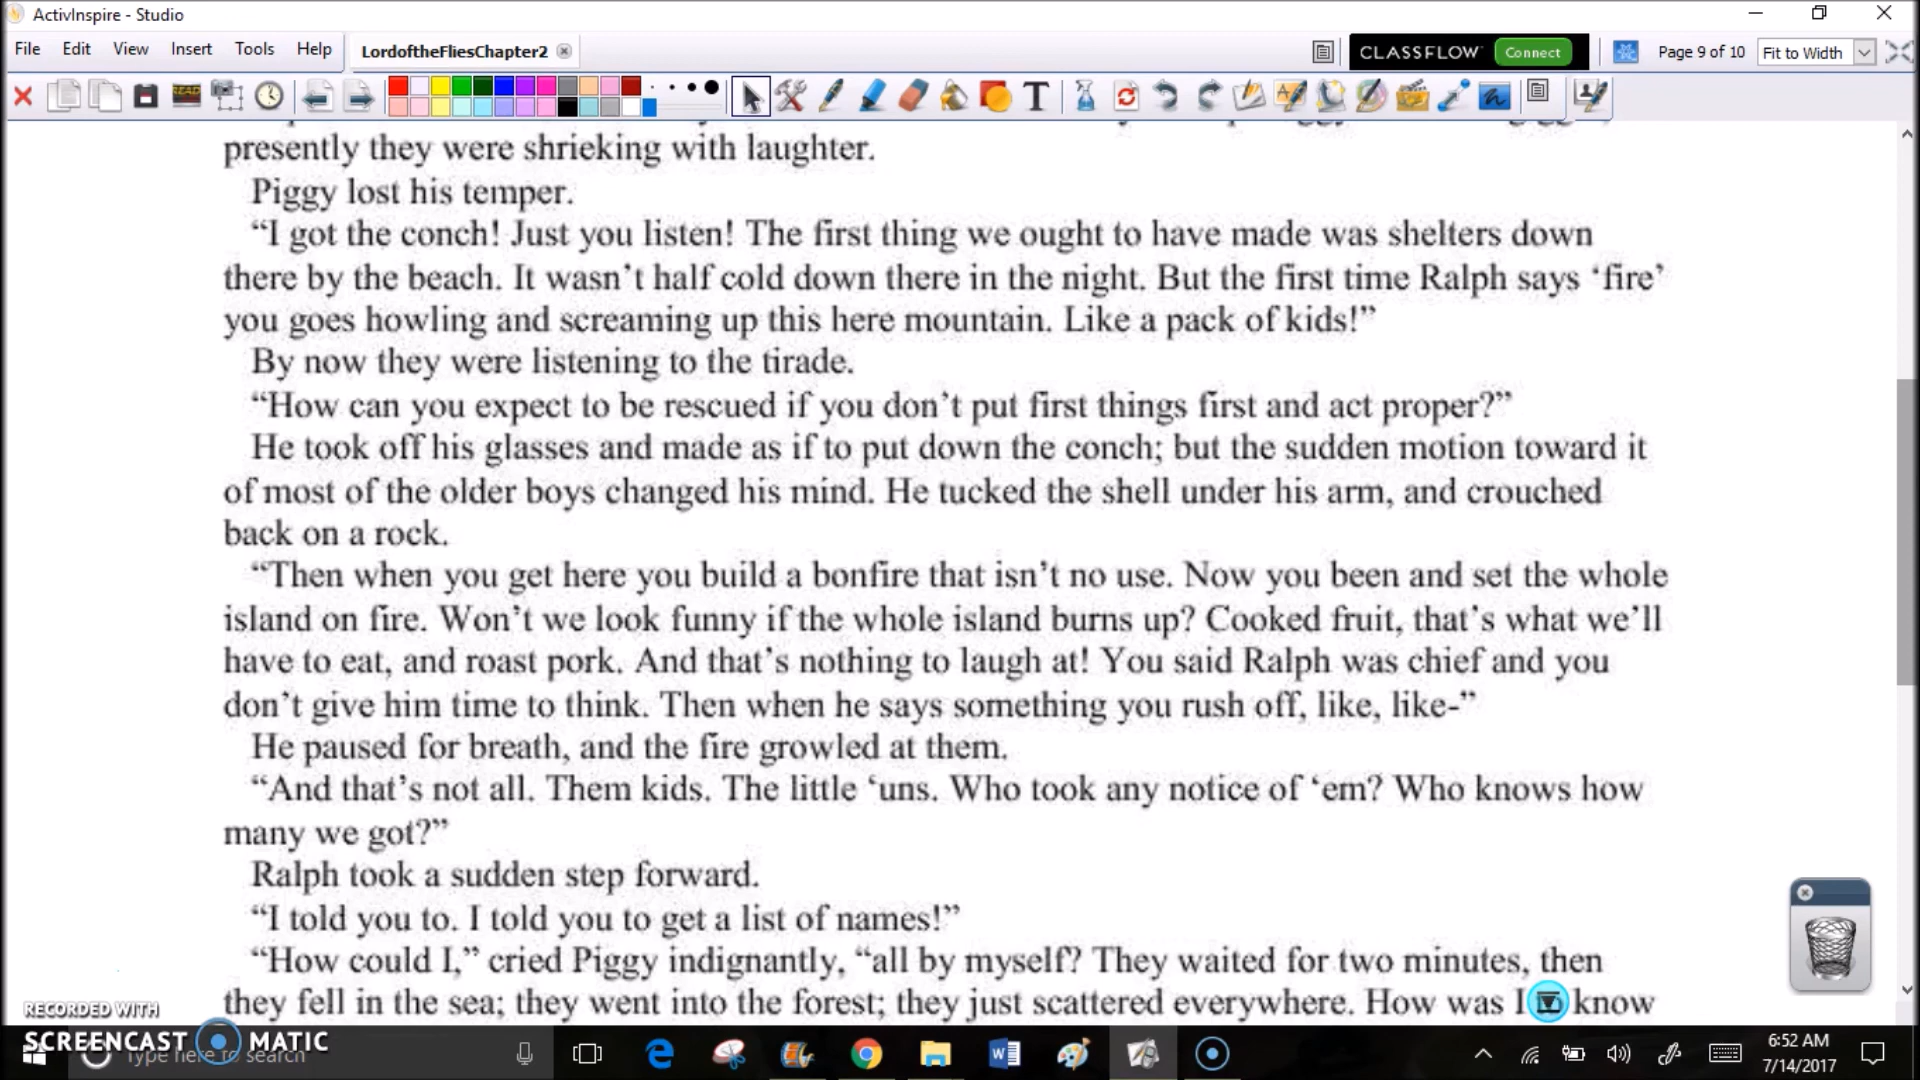 ActivInspire - Studio
File Edit View Insert Tools Help LordoftheFliesChapter2 CLASSFLOW Connect Page 9 of 10 Fit to Width
READ
presently they were shrieking with laughter.
Piggy lost his temper.
“I got the conch! Just you listen! The first thing we ought to have made was shelters down
there by the beach. It wasn’t half cold down there in the night. But the first time Ralph says ‘fire’
you goes howling and screaming up this here mountain. Like a pack of kids!”
By now they were listening to the tirade.
“How can you expect to be rescued if you don’t put first things first and act proper?”
He took off his glasses and made as if to put down the conch; but the sudden motion toward it
of most of the older boys changed his mind. He tucked the shell under his arm, and crouched
back on a rock.
“Then when you get here you build a bonfire that isn’t no use. Now you been and set the whole
island on fire. Won’t we look funny if the whole island burns up? Cooked fruit, that’s what we’ll
have to eat, and roast pork. And that’s nothing to laugh at! You said Ralph was chief and you
don’t give him time to think. Then when he says something you rush off, like, like-”
He paused for breath, and the fire growled at them.
“And that’s not all. Them kids. The little ‘uns. Who took any notice of ‘em? Who knows how
many we got?”
Ralph took a sudden step forward.
“I told you to. I told you to get a list of names!”
“How could I,” cried Piggy indignantly, “all by myself? They waited for two minutes, then
they fell in the sea; they went into the forest; they just scattered everywhere. How was I know
RECORDED WITH
SCREENCAST MATIC
Type here to search
6:52 AM
7/14/2017